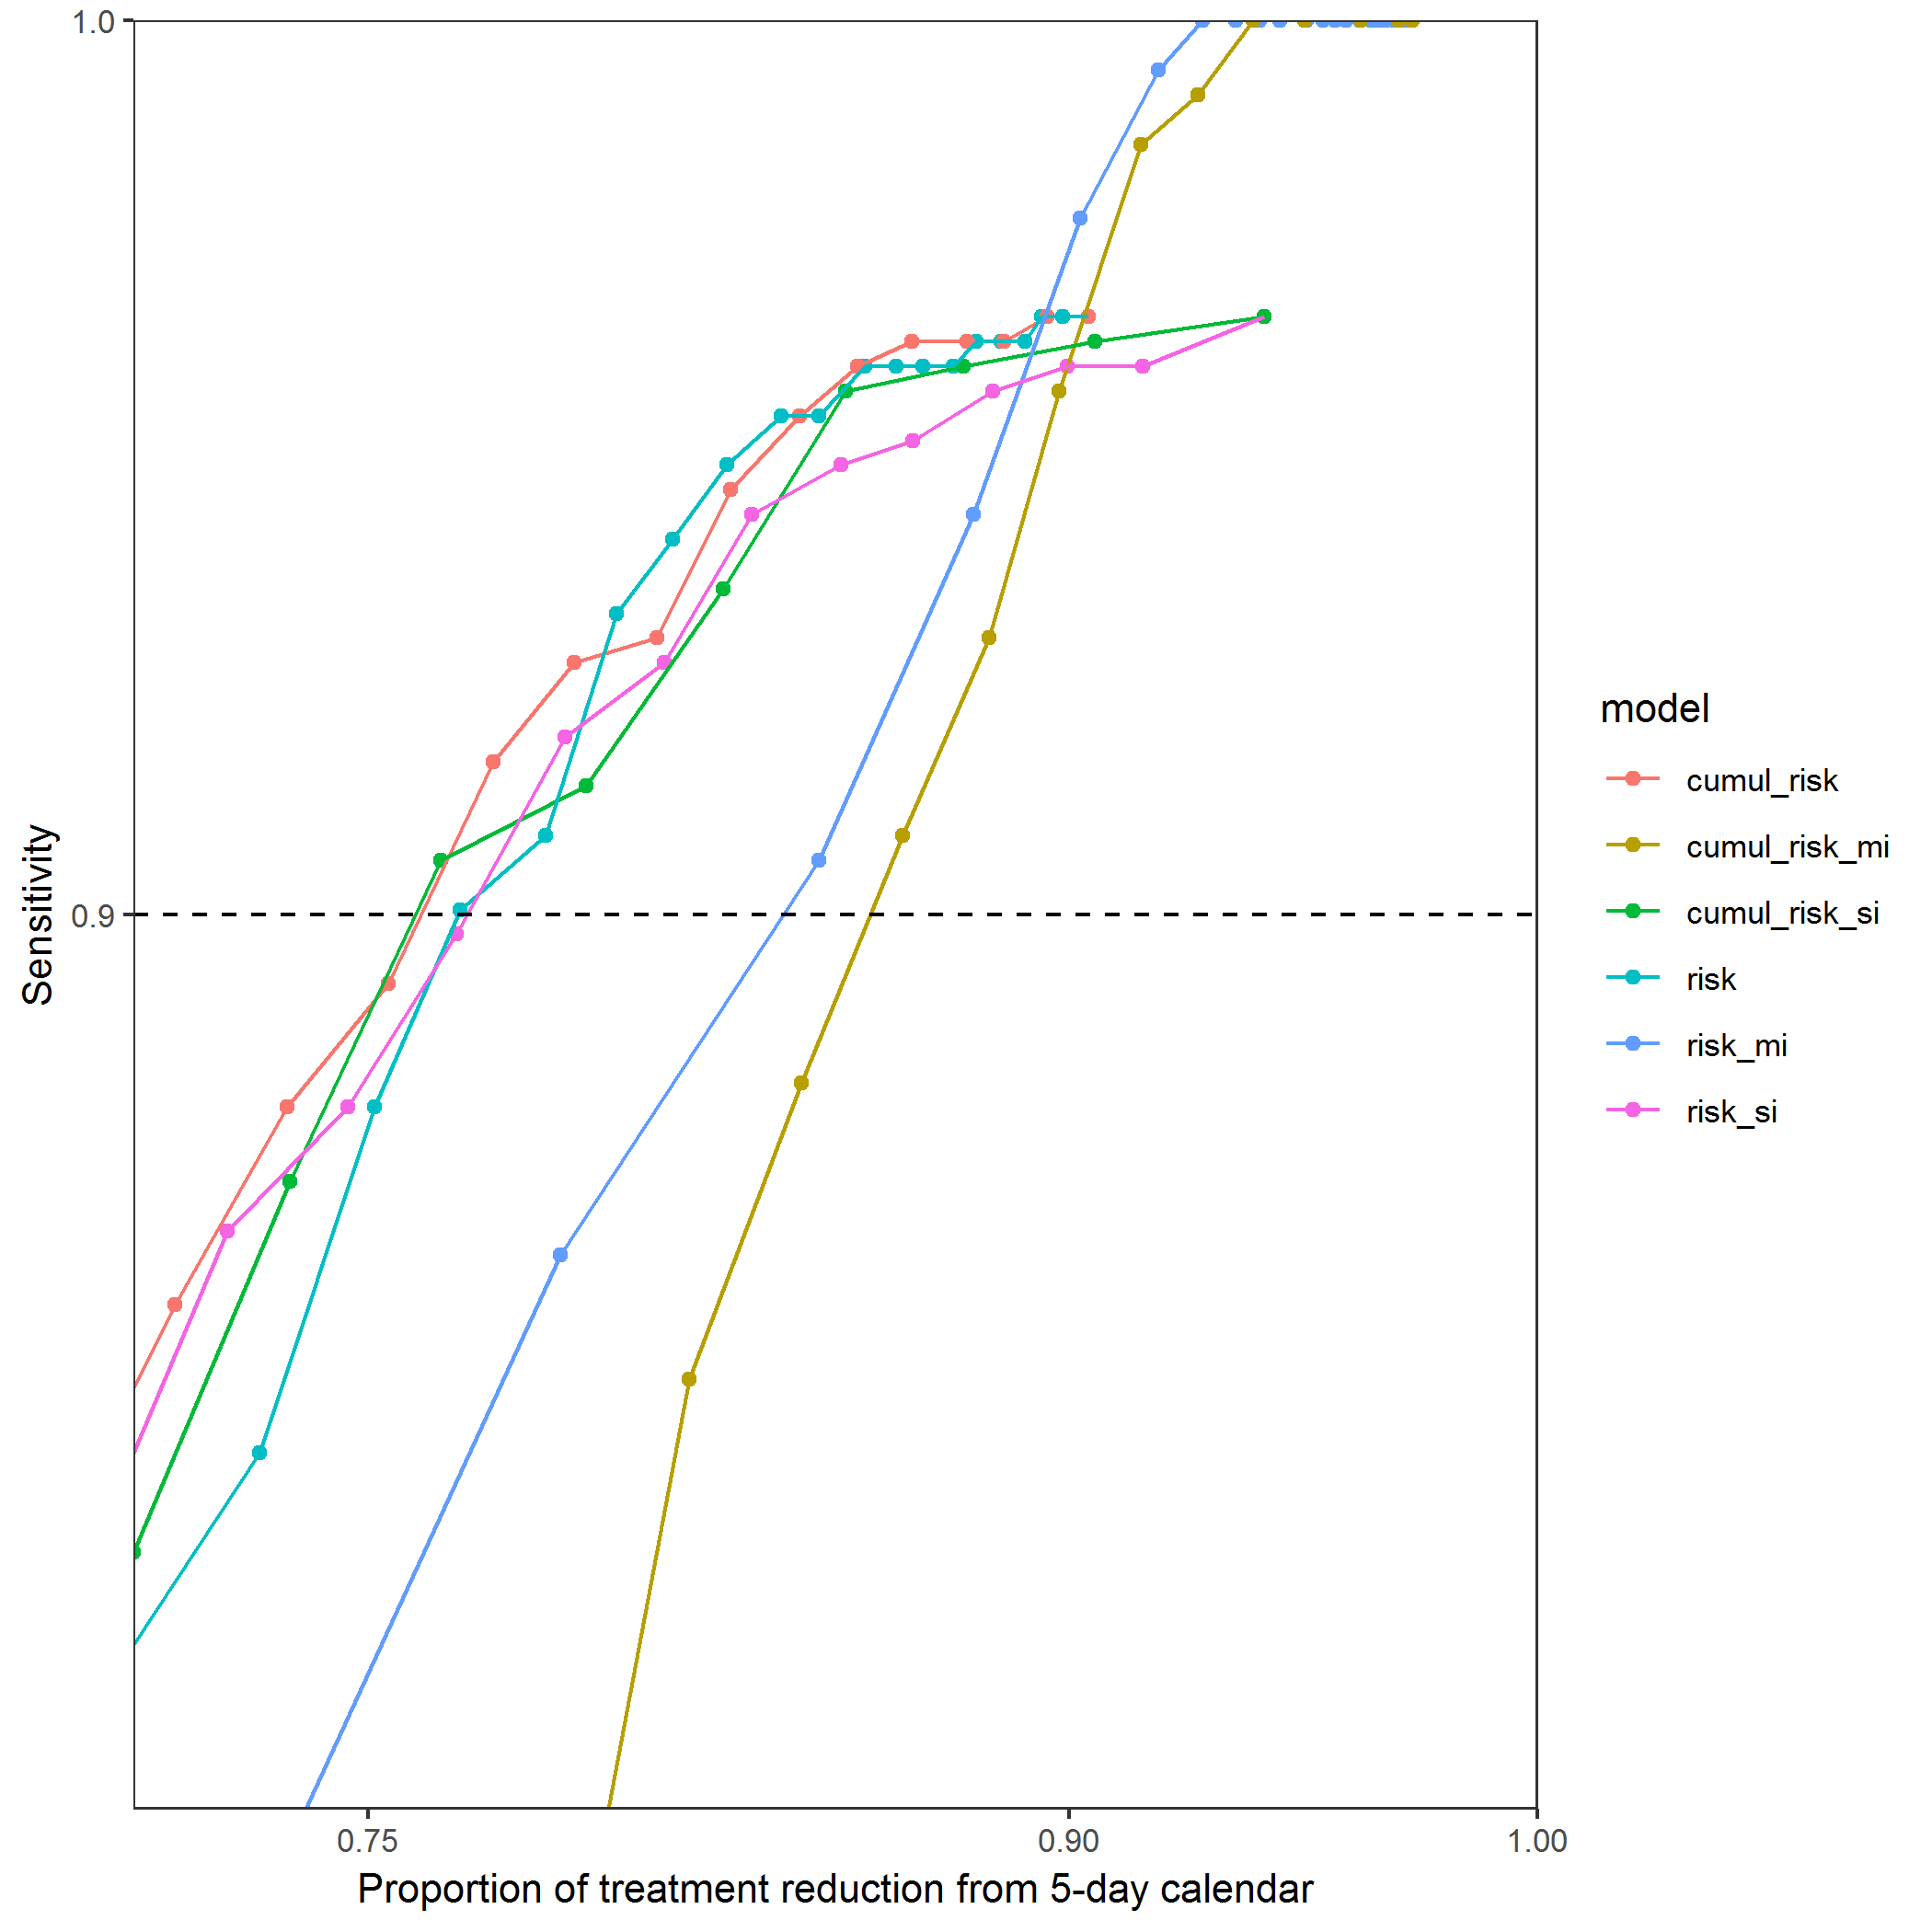 1.0
0.9
Sensitivity
0.75
0.90
1.00
Proportion of treatment reduction from 5-day calendar
model
cumul_risk
cumul_risk_mi
cumul_risk_si
risk
risk_mi
risk_si